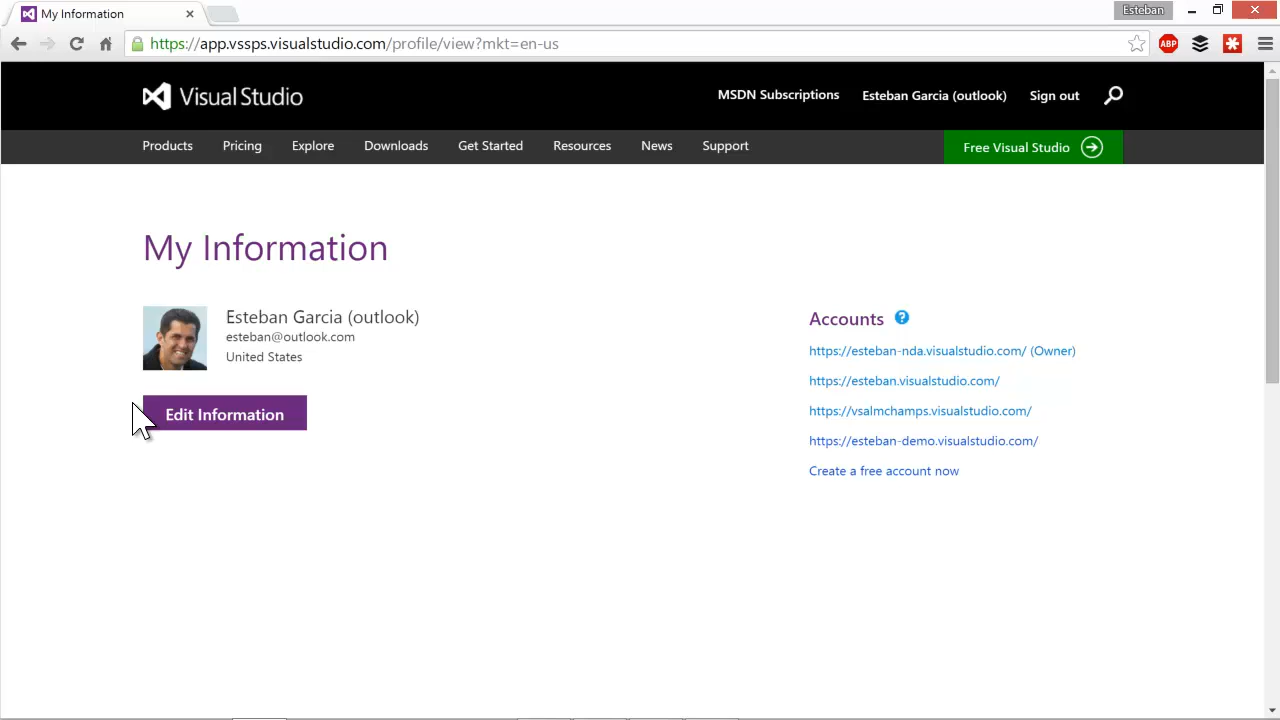 My Information
Esteban
https://app.vssps.visualstudio.com/profile/view?mkt=en-us
ABP
Visual Studio
MSDN Subscriptions
Esteban Garcia (outlook)
Sign out
Products
Pricing
Explore
Downloads
Get Started
Resources
News
Support
Free Visual Studio
My Information
Esteban Garcia (outlook)
esteban@outlook.com
United States
Edit Information
Accounts ?
https://esteban-nda.visualstudio.com/ (Owner)
https://esteban.visualstudio.com/
https://vsalmchamps.visualstudio.com/
https://esteban-demo.visualstudio.com/
Create a free account now